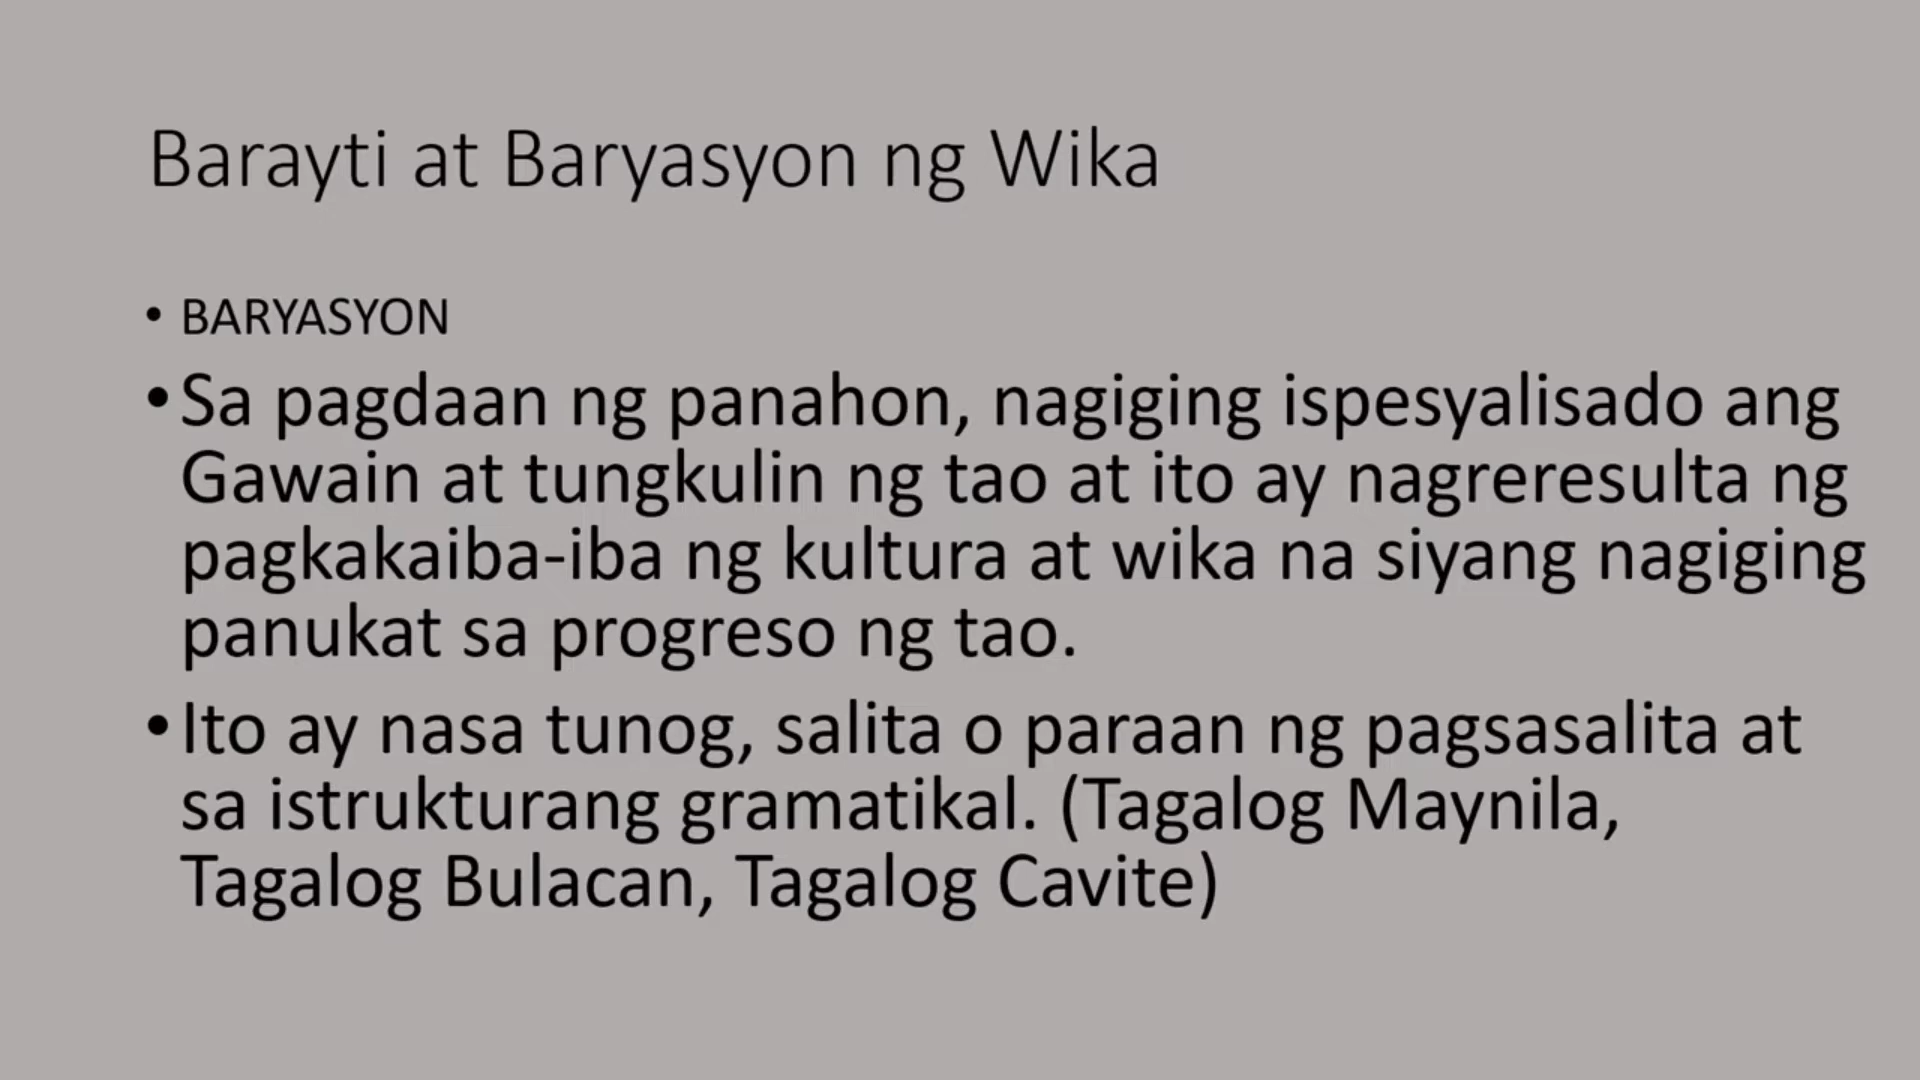 Barayti at Baryasyon ng Wika
• BARYASYON
• Sa pagdaan ng panahon, nagiging ispesyalisado ang
Gawain at tungkulin ng tao at ito ay nagreresulta ng
pagkakaiba-iba ng kultura at wika na siyang nagiging
panukat sa progreso ng tao.
• Ito ay nasa tunog, salita o paraan ng pagsasalita at
sa istrukturang gramatikal. (Tagalog Maynila,
Tagalog Bulacan, Tagalog Cavite)